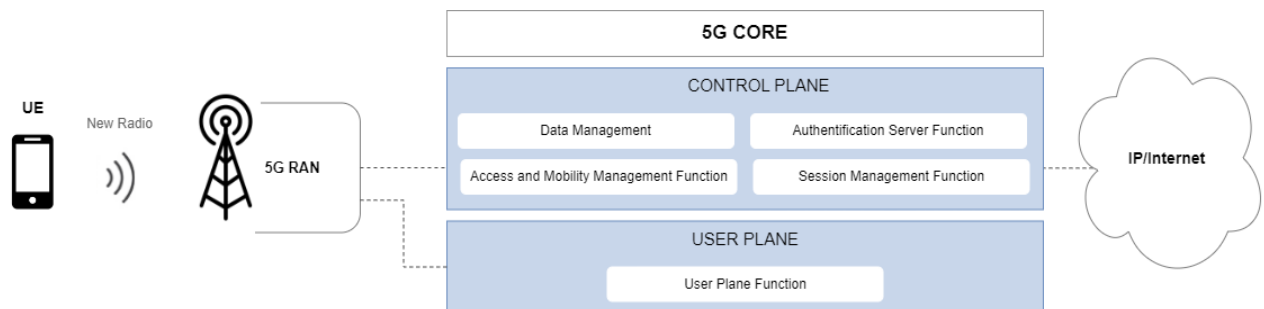 5G CORE
CONTROL PLANE
UE
New Radio
Data Management
Authentification Server Function
5G RAN
IP/Internet
Access and Mobility Management Function
Session Management Function
USER PLANE
User Plane Function